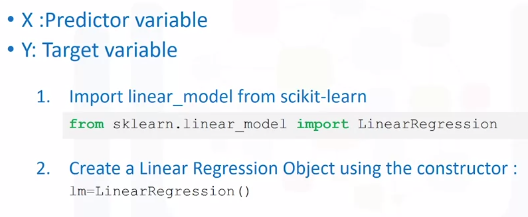 • X :Predictor variable
• Y: Target variable
1. Import linear_model from scikit-learn
from sklearn.linear_model import LinearRegression
2. Create a Linear Regression Object using the constructor :
lm=LinearRegression()